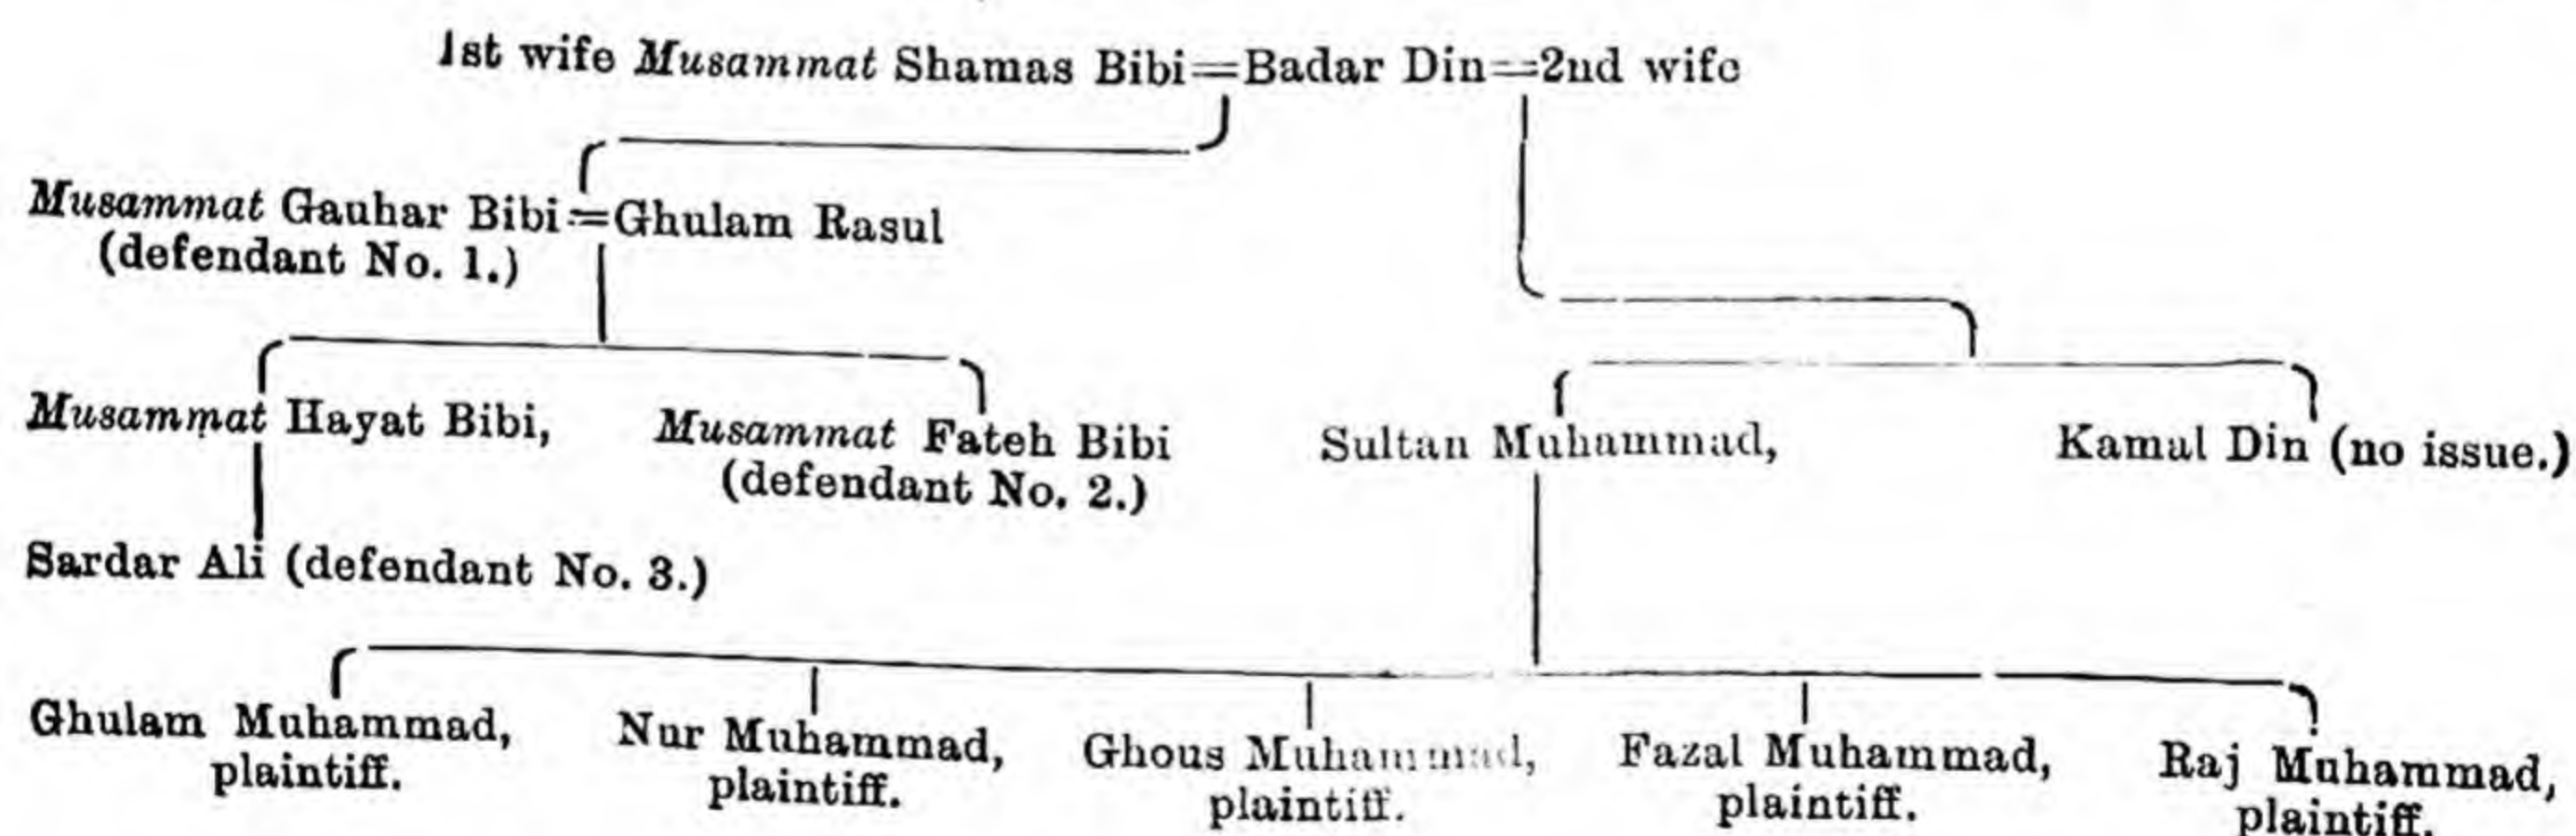 1st wife Musammat Shamas Bibi=Badar Din=2nd wife
Musammat Gauhar Bibi=Ghulam Rasul
(defendant No. 1.)
Musammat Hayat Bibi,
Musammat Fateh Bibi
(defendant No. 2.)
Sultan Muhammad,
Kamal Din (no issue.)
Sardar Ali (defendant No. 3.)
Ghulam Muhammad,
plaintiff.
Nur Muhammad,
plaintiff.
Ghous Muhammad,
plaintiff.
Fazal Muhammad,
plaintiff.
Raj Muhammad,
plaintiff.